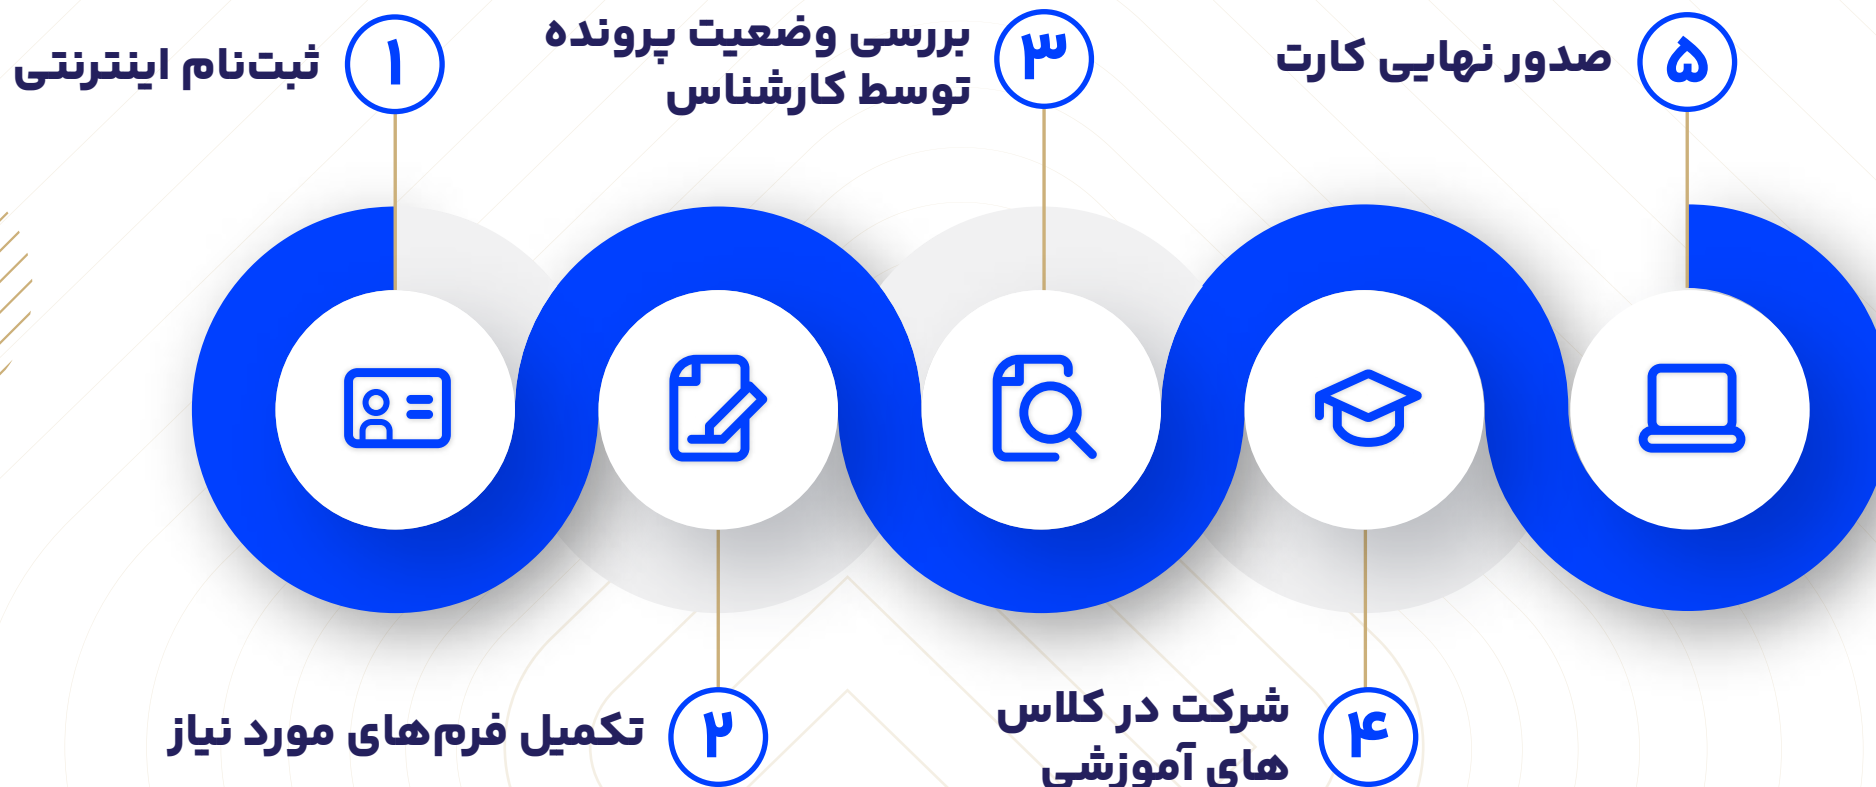 ۱
ثبت‌نام اینترنتی
۲
تکمیل فرم‌های مورد نیاز
۳
بررسی وضعیت پرونده
توسط کارشناس
۴
شرکت در کلاس
های آموزشی
۵
صدور نهایی کارت